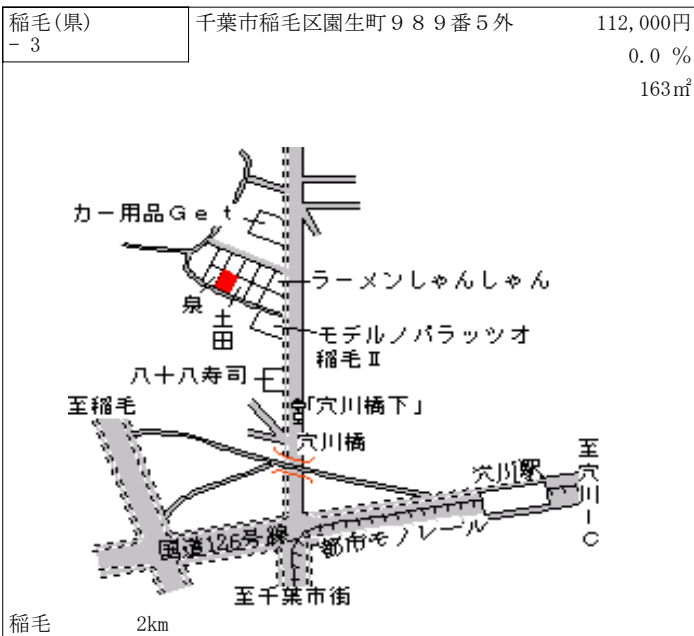 稲毛(県)
- 3
千葉市稲毛区園生町９８９番５外
112,000円
0.0 %
163㎡
カー用品Ｇｅｔ
ラーメンしゃんしゃん
泉
土田
モデルノパラッツオ
稲毛Ⅱ
八十八寿司
至稲毛
「穴川橋下」
穴川橋
穴川駅
至穴川ＩＣ
国道126号線
都市モノレール
至千葉市街
稲毛
2km